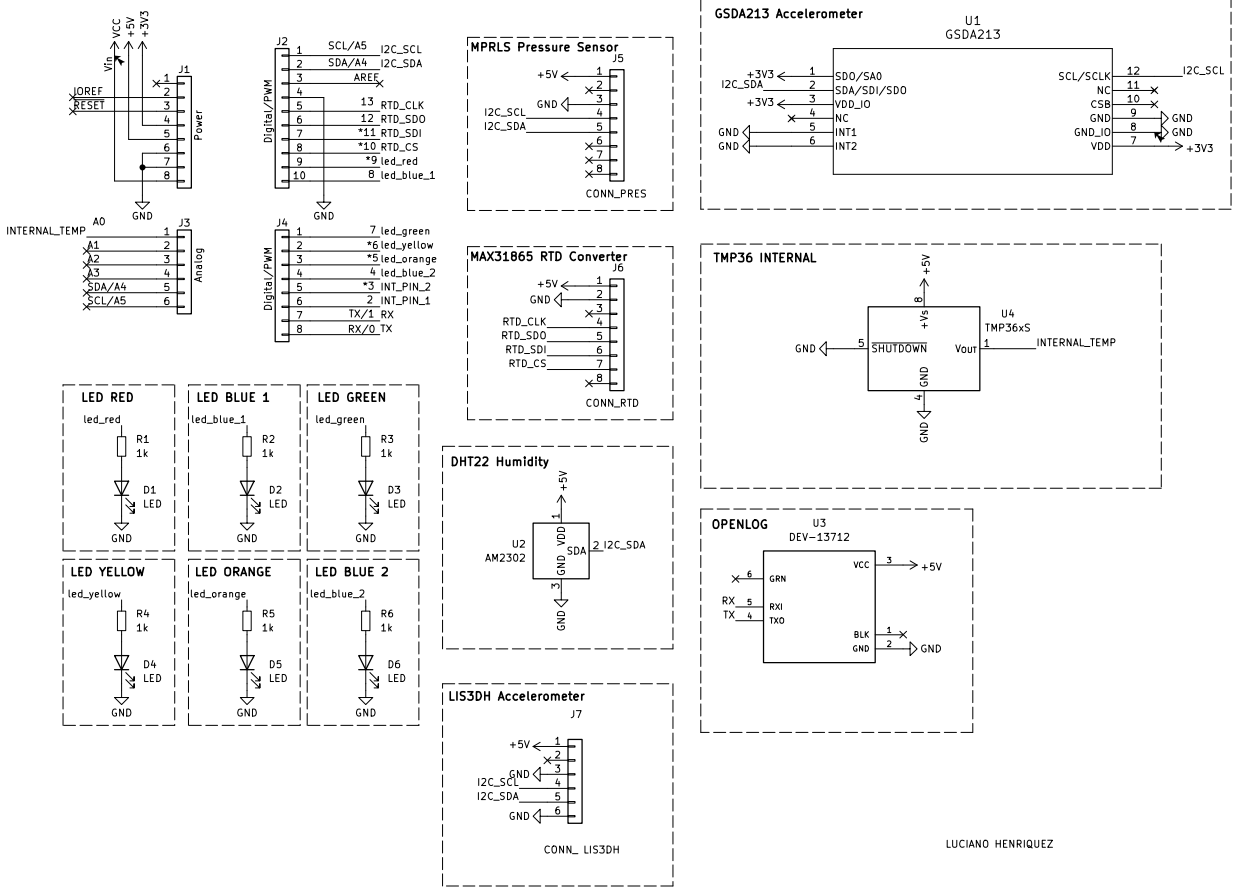 VCC
+5V
+3V3
Vin
J1
1
IOREF
2
RESET
3
4
5
6
7
8
Power
GND
J2
1 SCL/A5 I2C_SCL
2 SDA/A4 I2C_SDA
3 AREF
4
5 13 RTD_CLK
6 12 RTD_SDO
7 *11 RTD_SDI
8 *10 RTD_CS
9 *9 led_red
10 8 led_blue_1
Digital/PWM
GND
INTERNAL_TEMP A0 1
J3
A1 2
A2 3
A3 4
SDA/A4 5
SCL/A5 6
Analog
J4
1 7 led_green
2 *6 led_yellow
3 *5 led_orange
4 4 led_blue_2
5 *3 INT_PIN_2
6 2 INT_PIN_1
7 TX/1 RX
8 RX/0 TX
Digital/PWM
MPRLS Pressure Sensor
J5
+5V 1
2
GND 3
I2C_SCL 4
I2C_SDA 5
6
7
8
CONN_PRES
GSDA213 Accelerometer
U1
GSDA213
+3V3 1 SDO/SA0
I2C_SDA 2 SDA/SDI/SDO
+3V3 3 VDD_IO
4 NC
GND 5 INT1
GND 6 INT2
SCL/SCLK 12 I2C_SCL
NC 11
CSB 10
GND 9 GND
GND_IO 8 GND
VDD 7 +3V3
MAX31865 RTD Converter
J6
+5V 1
GND 2
3
RTD_CLK 4
RTD_SDO 5
RTD_SDI 6
RTD_CS 7
8
CONN_RTD
TMP36 INTERNAL
+5V
8
+Vs
U4
TMP36xS
GND 5 SHUTDOWN
VOUT 1 INTERNAL_TEMP
GND
4
GND
LED RED
led_red
R1
1k
D1
LED
GND
LED BLUE 1
led_blue_1
R2
1k
D2
LED
GND
LED GREEN
led_green
R3
1k
D3
LED
GND
LED YELLOW
led_yellow
R4
1k
D4
LED
GND
LED ORANGE
led_orange
R5
1k
D5
LED
GND
LED BLUE 2
led_blue_2
R6
1k
D6
LED
GND
DHT22 Humidity
+5V
1
VDD
U2
AM2302
SDA 2 I2C_SDA
GND
3
GND
OPENLOG
U3
DEV-13712
6 GRN
RX 5 RXI
TX 4 TXO
VCC 3 +5V
BLK 1
GND 2 GND
LIS3DH Accelerometer
J7
+5V 1
2
GND 3
I2C_SCL 4
I2C_SDA 5
GND 6
CONN_ LIS3DH
LUCIANO HENRIQUEZ